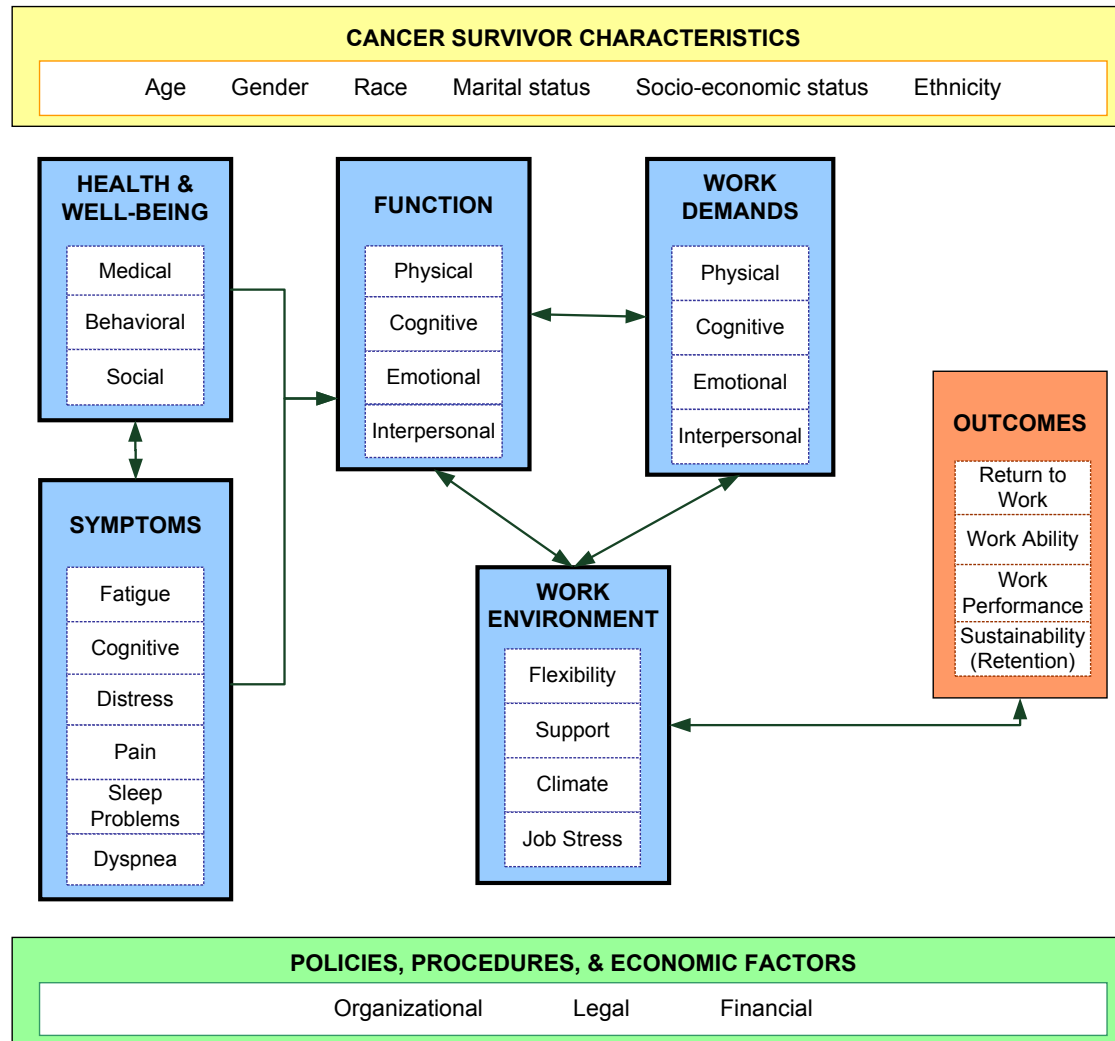 CANCER SURVIVOR CHARACTERISTICS
Age Gender Race Marital status Socio-economic status Ethnicity
HEALTH &
WELL-BEING
Medical
Behavioral
Social
SYMPTOMS
Fatigue
Cognitive
Distress
Pain
Sleep
Problems
Dyspnea
FUNCTION
Physical
Cognitive
Emotional
Interpersonal
WORK
DEMANDS
Physical
Cognitive
Emotional
Interpersonal
WORK
ENVIRONMENT
Flexibility
Support
Climate
Job Stress
OUTCOMES
Return to
Work
Work Ability
Work
Performance
Sustainability
(Retention)
POLICIES, PROCEDURES, & ECONOMIC FACTORS
Organizational Legal Financial